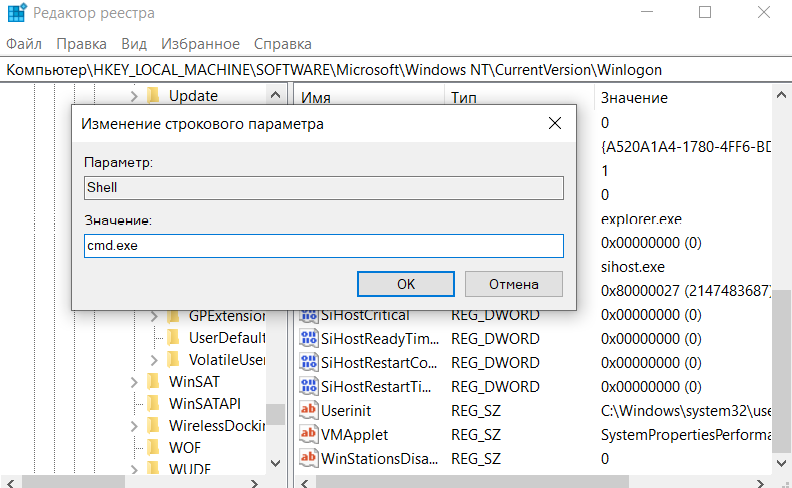 Редактор реестра
Файл Правка Вид Избранное Справка
Компьютер\HKEY_LOCAL_MACHINE\SOFTWARE\Microsoft\Windows NT\CurrentVersion\Winlogon
Update
Имя Тип Значение
Изменение строкового параметра
Параметр:
Shell
Значение:
cmd.exe
OK Отмена
0
{A520A1A4-1780-4FF6-BD
1
0
explorer.exe
0x00000000 (0)
sihost.exe
0x80000027 (2147483687)
GPExtension
UserDefault
VolatileUser
WinSAT
WinSATAPI
WirelessDockin
WOF
WUDF
SiHostCritical REG_DWORD 0x00000000 (0)
SiHostReadyTim... REG_DWORD 0x00000000 (0)
SiHostRestartCo... REG_DWORD 0x00000000 (0)
SiHostRestartTi... REG_DWORD 0x00000000 (0)
Userinit REG_SZ C:\Windows\system32\use
VMApplet REG_SZ SystemPropertiesPerforma
WinStationsDisa... REG_SZ 0